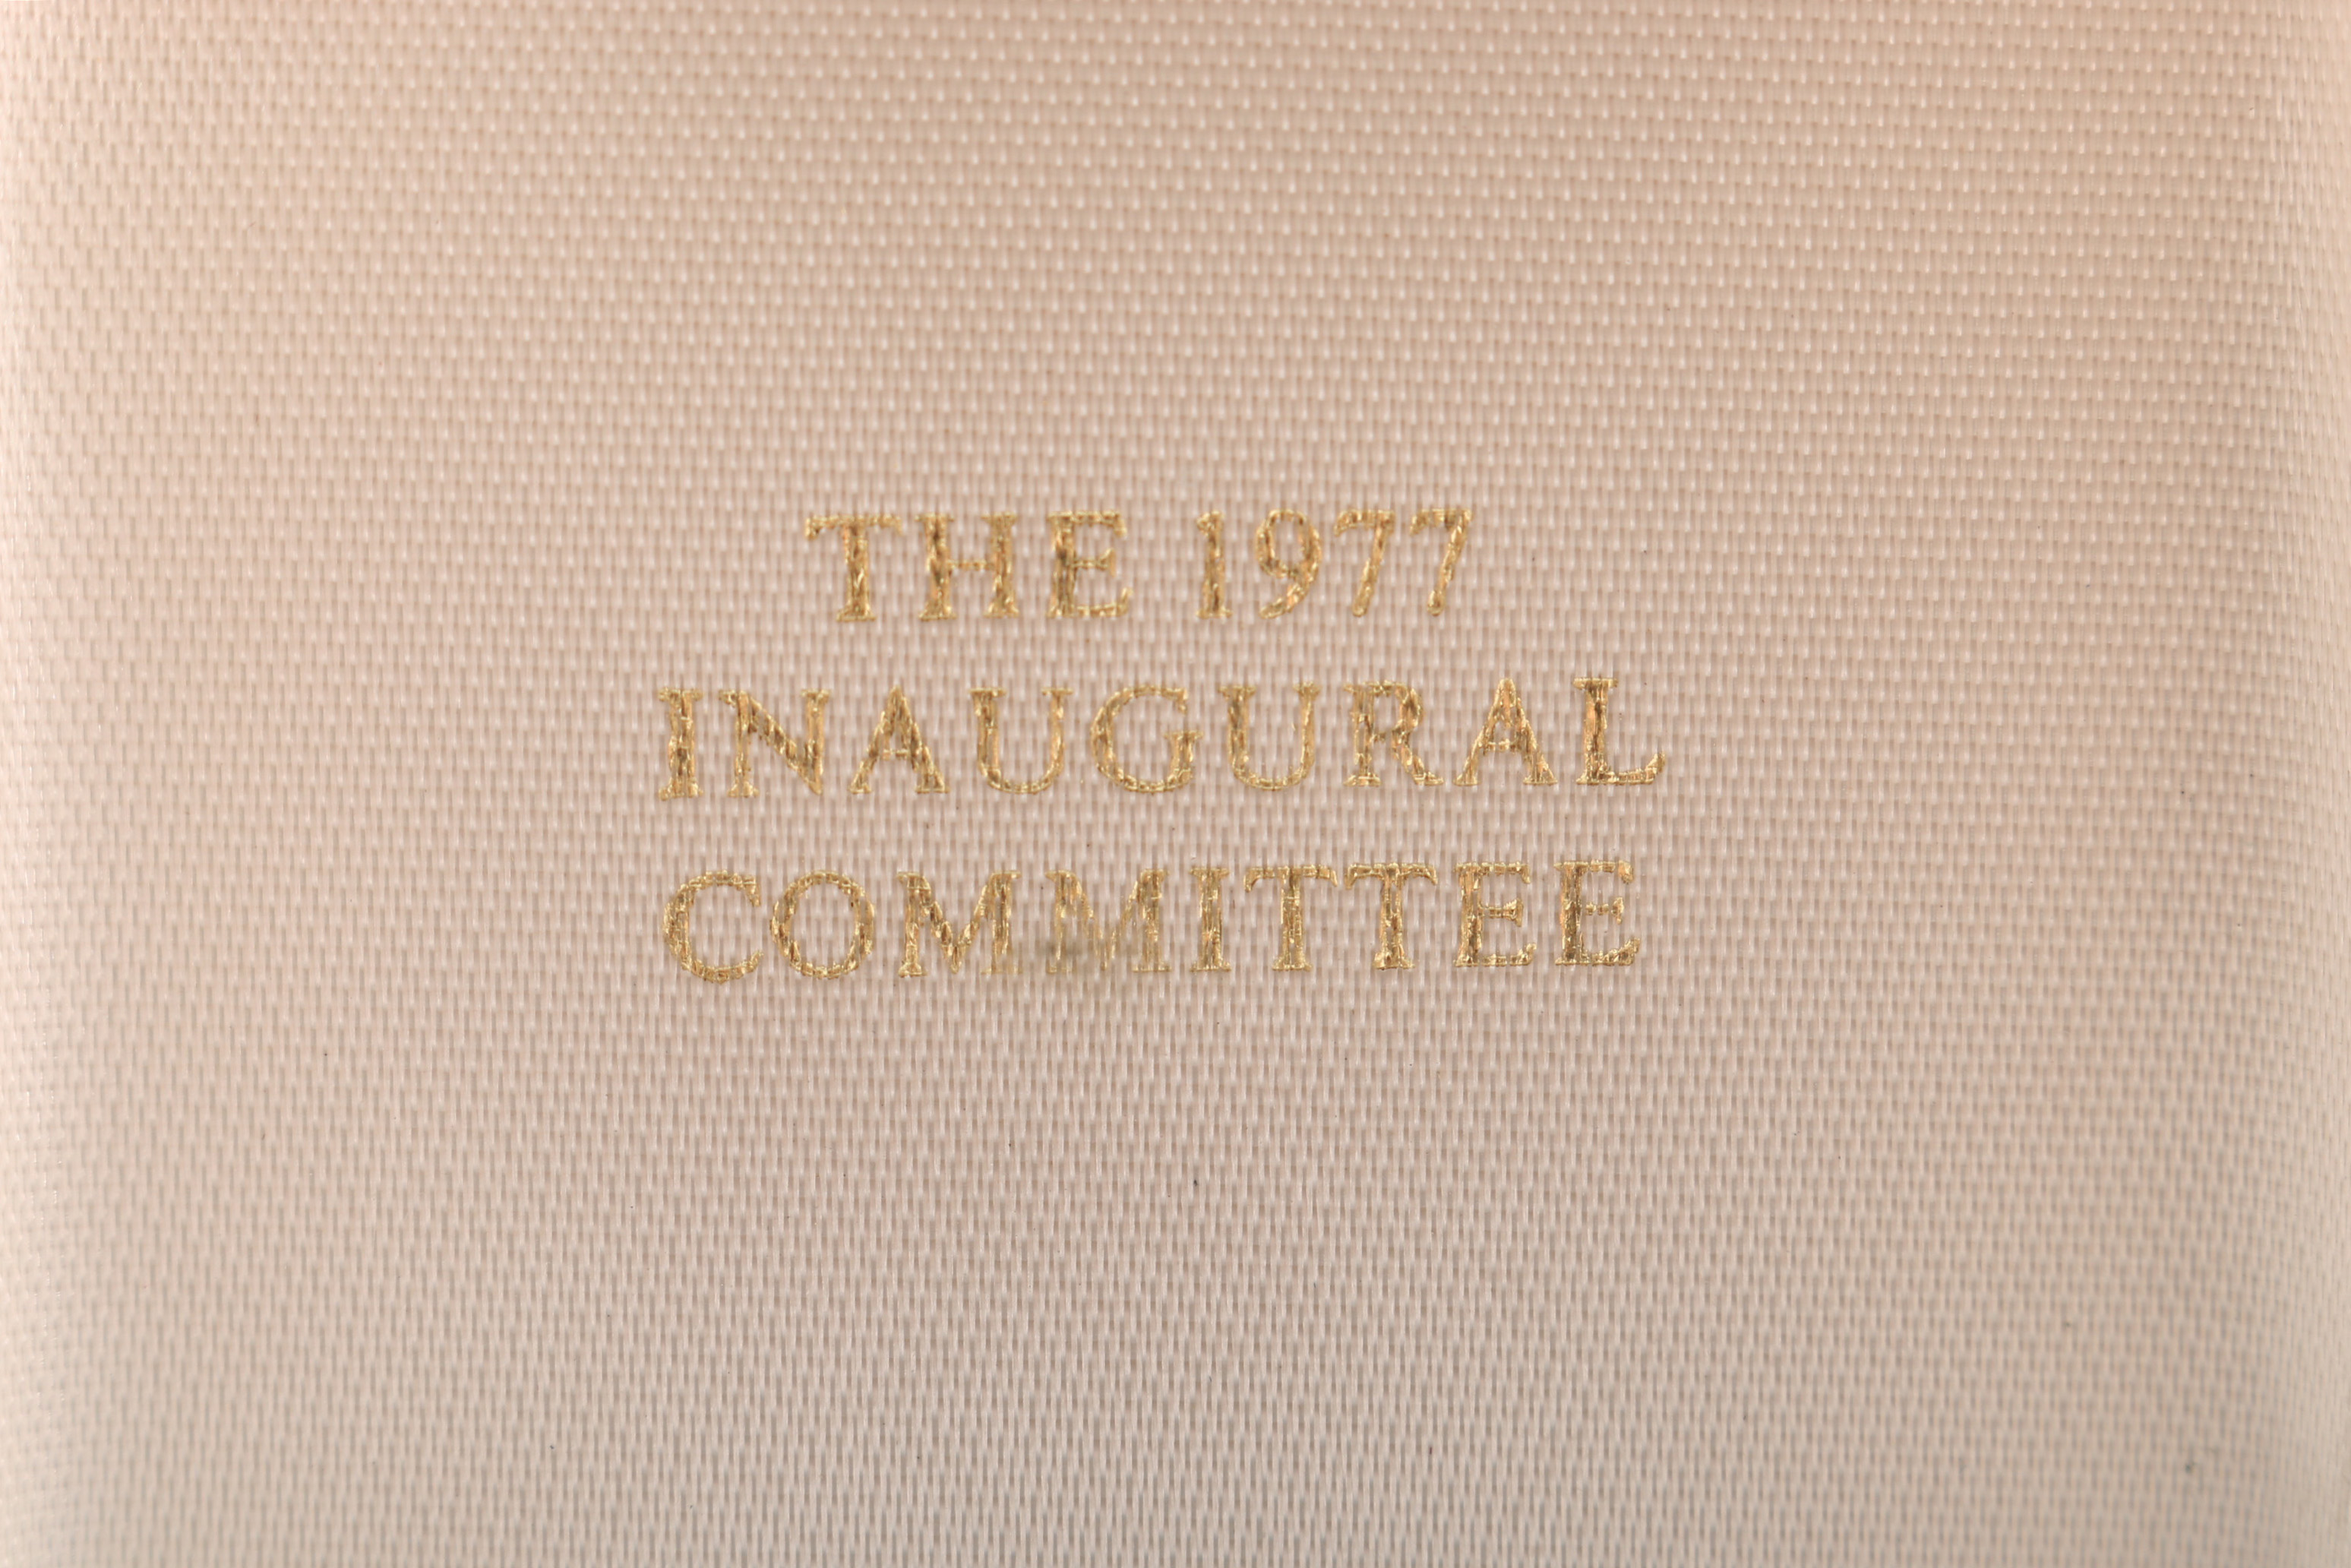 THE 1977
INAUGURAL
COMMITTEE